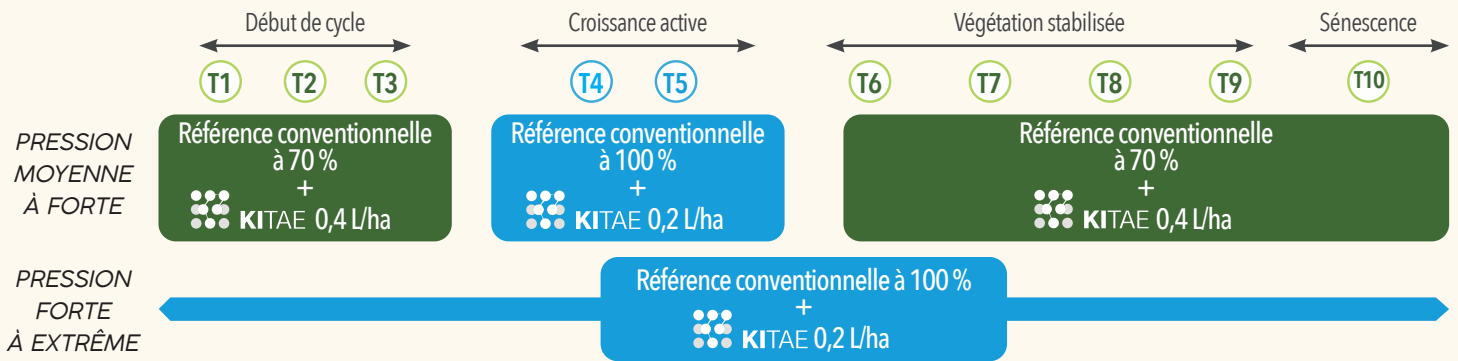 Début de cycle
Croissance active
Végétation stabilisée
Sénescence
T1 T2 T3 T4 T5 T6 T7 T8 T9 T10
PRESSION
MOYENNE
À FORTE
Référence conventionnelle
à 70 %
+
KITAE 0,4 L/ha
Référence conventionnelle
à 100 %
+
KITAE 0,2 L/ha
Référence conventionnelle
à 70 %
+
KITAE 0,4 L/ha
PRESSION
FORTE
À EXTRÊME
Référence conventionnelle à 100 %
+
KITAE 0,2 L/ha